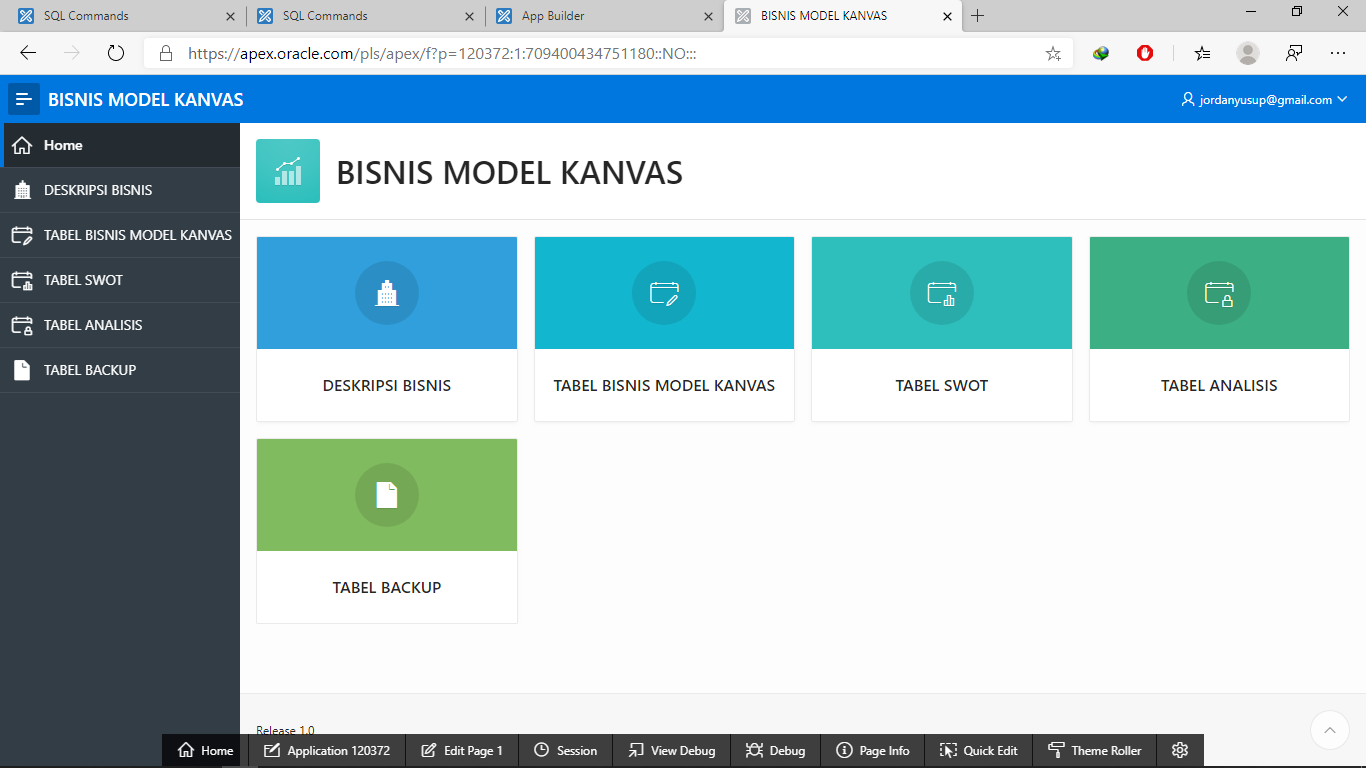 SQL Commands
SQL Commands
App Builder
BISNIS MODEL KANVAS
https://apex.oracle.com/pls/apex/f?p=120372:1:709400434751180::NO:::
BISNIS MODEL KANVAS
jordanyusup@gmail.com
Home
DESKRIPSI BISNIS
TABEL BISNIS MODEL KANVAS
TABEL SWOT
TABEL ANALISIS
TABEL BACKUP
BISNIS MODEL KANVAS
DESKRIPSI BISNIS
TABEL BISNIS MODEL KANVAS
TABEL SWOT
TABEL ANALISIS
TABEL BACKUP
Release 1.0
Home
Application 120372
Edit Page 1
Session
View Debug
Debug
Page Info
Quick Edit
Theme Roller